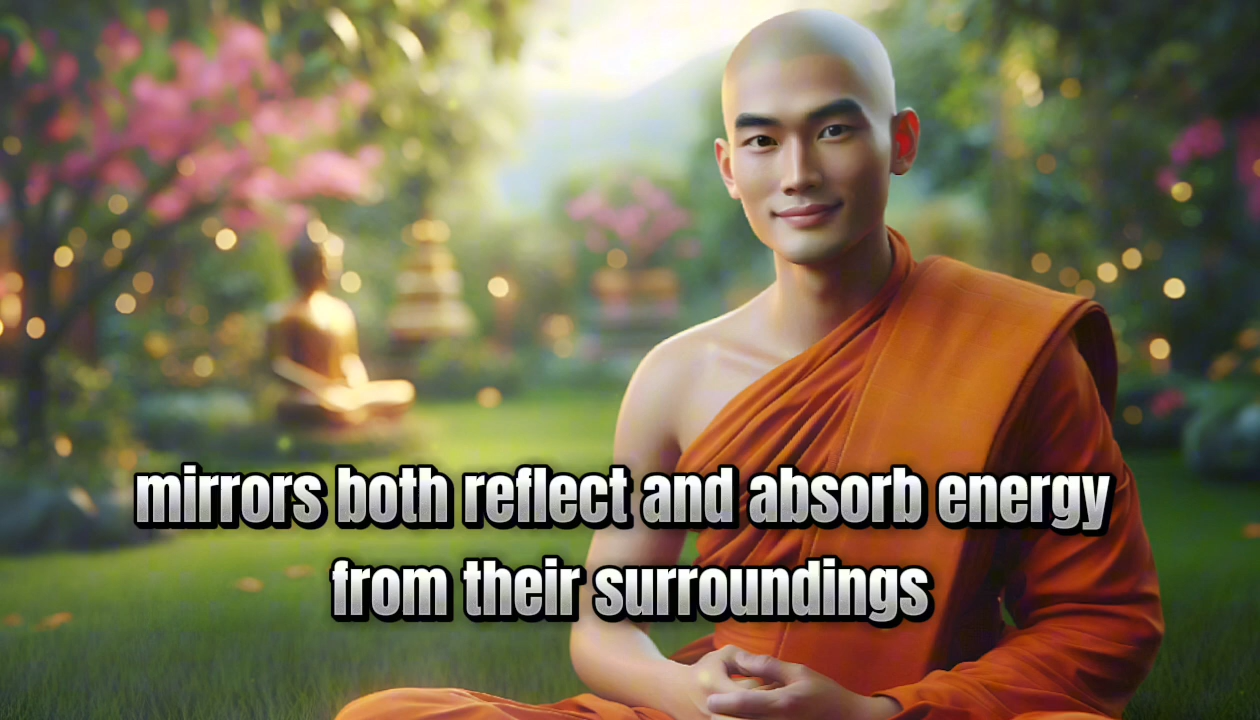 mirrors both reflect and absorb energy
from their surroundings